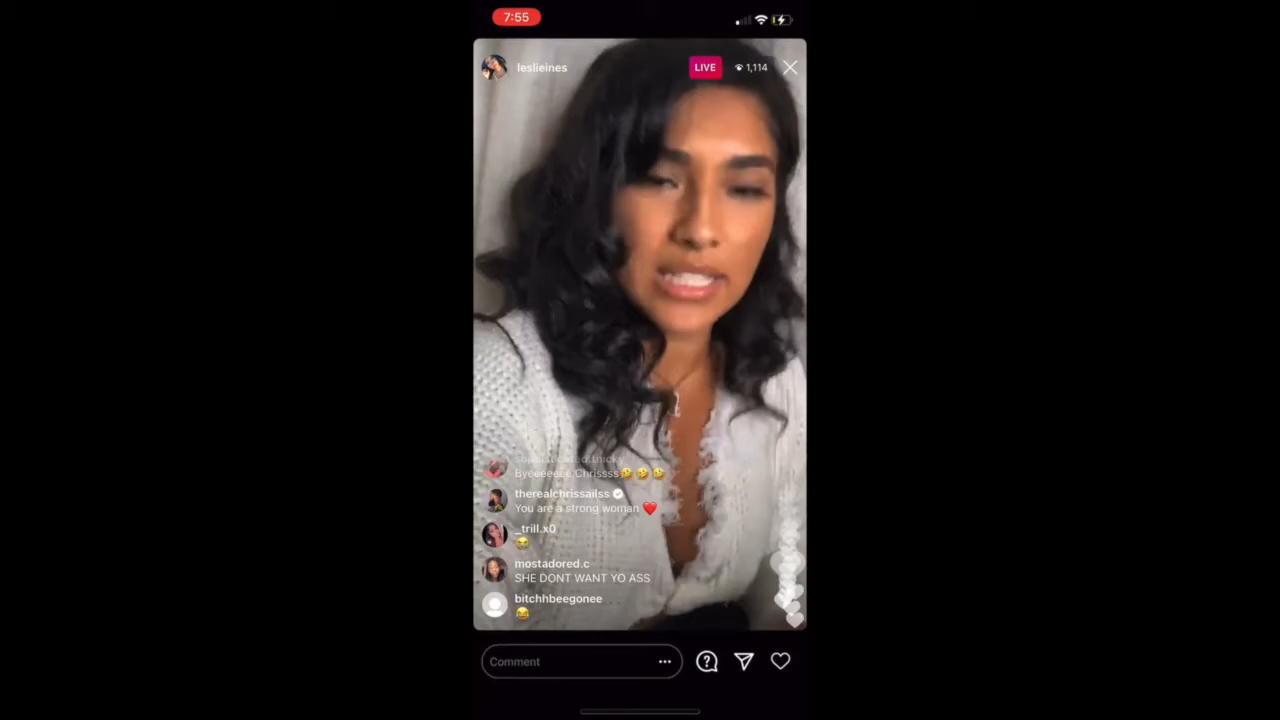 7:55
leslieines
LIVE
1,114
Byeeeeeee Chrissss🤣🤣🤣
therealchrissailss
You are a strong woman ❤️
_trill.x0
😂
mostadored.c
SHE DONT WANT YO ASS
bitchhbeegonee
😂
Comment